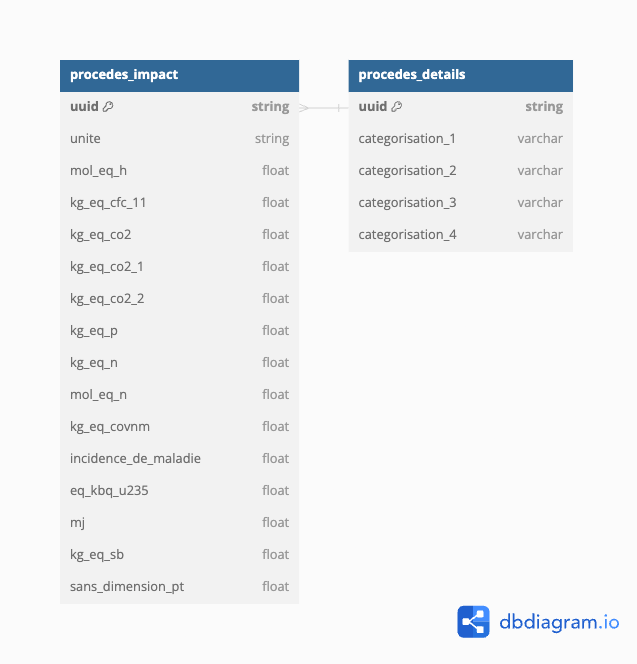 procedes_impact
uuid string
unite string
mol_eq_h float
kg_eq_cfc_11 float
kg_eq_co2 float
kg_eq_co2_1 float
kg_eq_co2_2 float
kg_eq_p float
kg_eq_n float
mol_eq_n float
kg_eq_covnm float
incidence_de_maladie float
eq_kbq_u235 float
mj float
kg_eq_sb float
sans_dimension_pt float
procedes_details
uuid string
categorisation_1 varchar
categorisation_2 varchar
categorisation_3 varchar
categorisation_4 varchar
dbdiagram.io